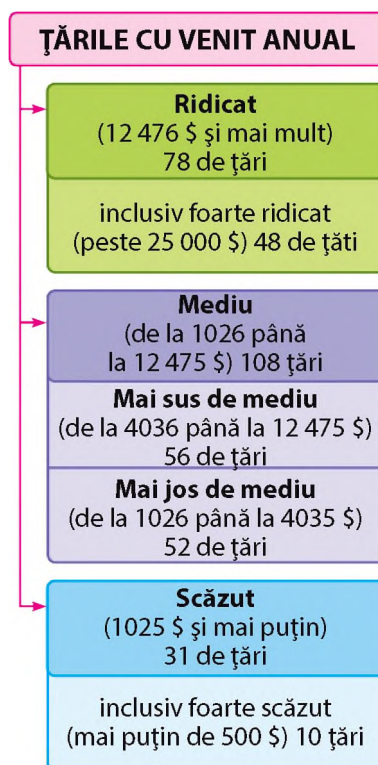 ŢĂRILE CU VENIT ANUAL
Ridicat
(12 476 $ şi mai mult)
78 de ţări
inclusiv foarte ridicat
(peste 25 000 $) 48 de ţăti
Mediu
(de la 1026 până
la 12 475 $) 108 ţări
Mai sus de mediu
(de la 4036 până la 12 475 $)
56 de ţări
Mai jos de mediu
(de la 1026 până la 4035 $)
52 de ţări
Scăzut
(1025 $ şi mai puţin)
31 de ţări
inclusiv foarte scăzut
(mai puţin de 500 $) 10 ţări